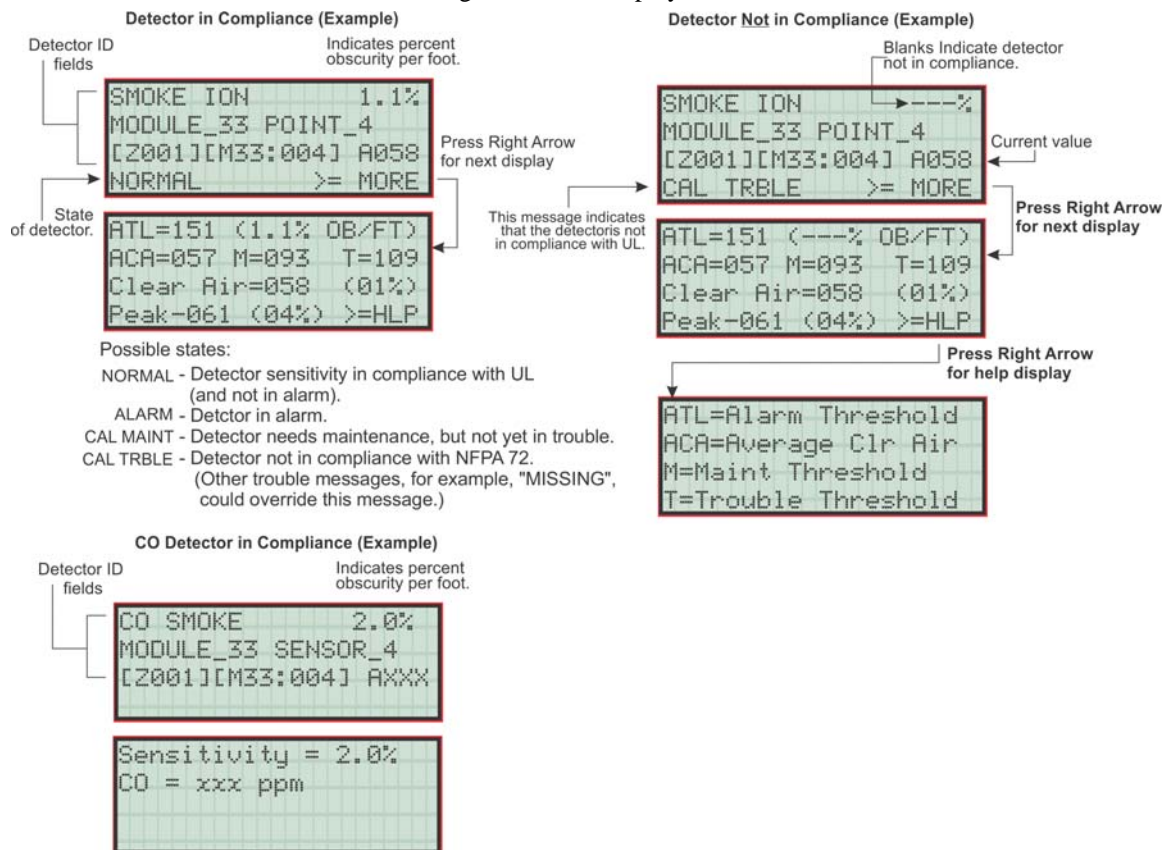 Detector in Compliance (Example)
Detector ID
fields
Indicates percent
obscurity per foot.
SMOKE ION 1.1%
MODULE_33 POINT_4
[Z001][M33:004] A058
NORMAL >= MORE
Press Right Arrow
for next display
State
of detector.
ATL=151 (1.1% OB/FT)
ACA=057 M=093 T=109
Clear Air=058 (01%)
Peak-061 (04%) >=HLP
Possible states:
NORMAL - Detector sensitivity in compliance with UL
(and not in alarm).
ALARM - Detctor in alarm.
CAL MAINT - Detector needs maintenance, but not yet in trouble.
CAL TRBLE - Detector not in compliance with NFPA 72.
(Other trouble messages, for example, "MISSING",
could override this message.)
Detector Not in Compliance (Example)
Blanks Indicate detector
not in compliance.
SMOKE ION ---%
MODULE_33 POINT_4
[Z001][M33:004] A058
CAL TRBLE >= MORE
Current value
This message indicates
that the detectoris not
in compliance with UL.
Press Right Arrow
for next display
ATL=151 (---% OB/FT)
ACA=057 M=093 T=109
Clear Air=058 (01%)
Peak-061 (04%) >=HLP
Press Right Arrow
for help display
ATL=Alarm Threshold
ACA=Average Clr Air
M=Maint Threshold
T=Trouble Threshold
CO Detector in Compliance (Example)
Detector ID
fields
Indicates percent
obscurity per foot.
CO SMOKE 2.0%
MODULE_33 SENSOR_4
[Z001][M33:004] AXXX
Sensitivity = 2.0%
CO = xxx ppm